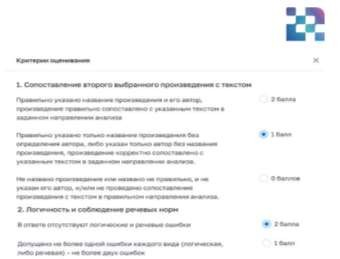 Критерии оценивания
1. Сопоставление второго выбранного произведения с текстом
Правильно указано название произведения и его автор,
произведение правильно сопоставлено с указанным текстом в
заданном направлении анализа
2 балла
Правильно указано только название произведения без
определения автора, либо указан только автор без названия
произведения, произведение корректно сопоставлено с
указанным текстом в заданном направлении анализа.
1 балл
Не названо произведение или названо не правильно, и не
указан его автор, и/или не проведено сопоставление
произведения с текстом в правильном направлении анализа.
0 баллов
2. Логичность и соблюдение речевых норм
В ответе отсутствуют логические и речевые ошибки
2 балла
Допущено не более одной ошибки каждого вида (логическая,
либо речевая) – не более двух ошибок
1 балл